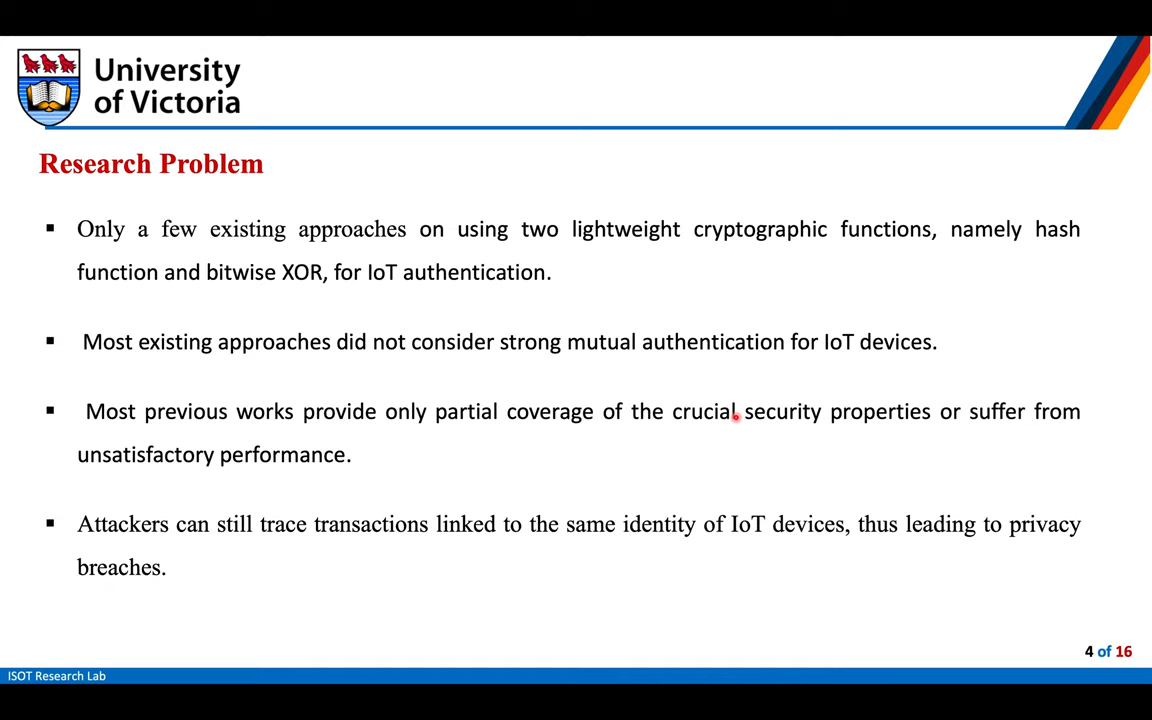 University
of Victoria
Research Problem
▪ Only a few existing approaches on using two lightweight cryptographic functions, namely hash
function and bitwise XOR, for IoT authentication.
▪ Most existing approaches did not consider strong mutual authentication for IoT devices.
▪ Most previous works provide only partial coverage of the crucial security properties or suffer from
unsatisfactory performance.
▪ Attackers can still trace transactions linked to the same identity of IoT devices, thus leading to privacy
breaches.
4 of 16
ISOT Research Lab